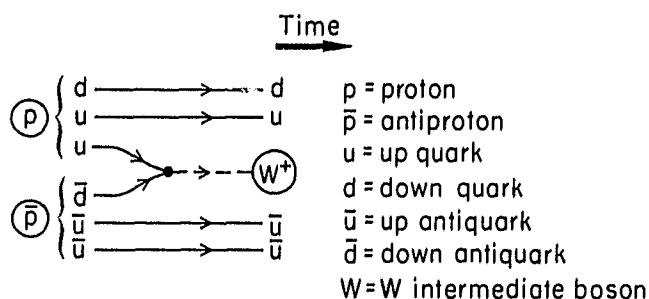 Time
p { d d
u u
u
W+
p̄ { d̄
ū ū
ū ū
p = proton
p̄ = antiproton
u = up quark
d = down quark
ū = up antiquark
d̄ = down antiquark
W = W intermediate boson